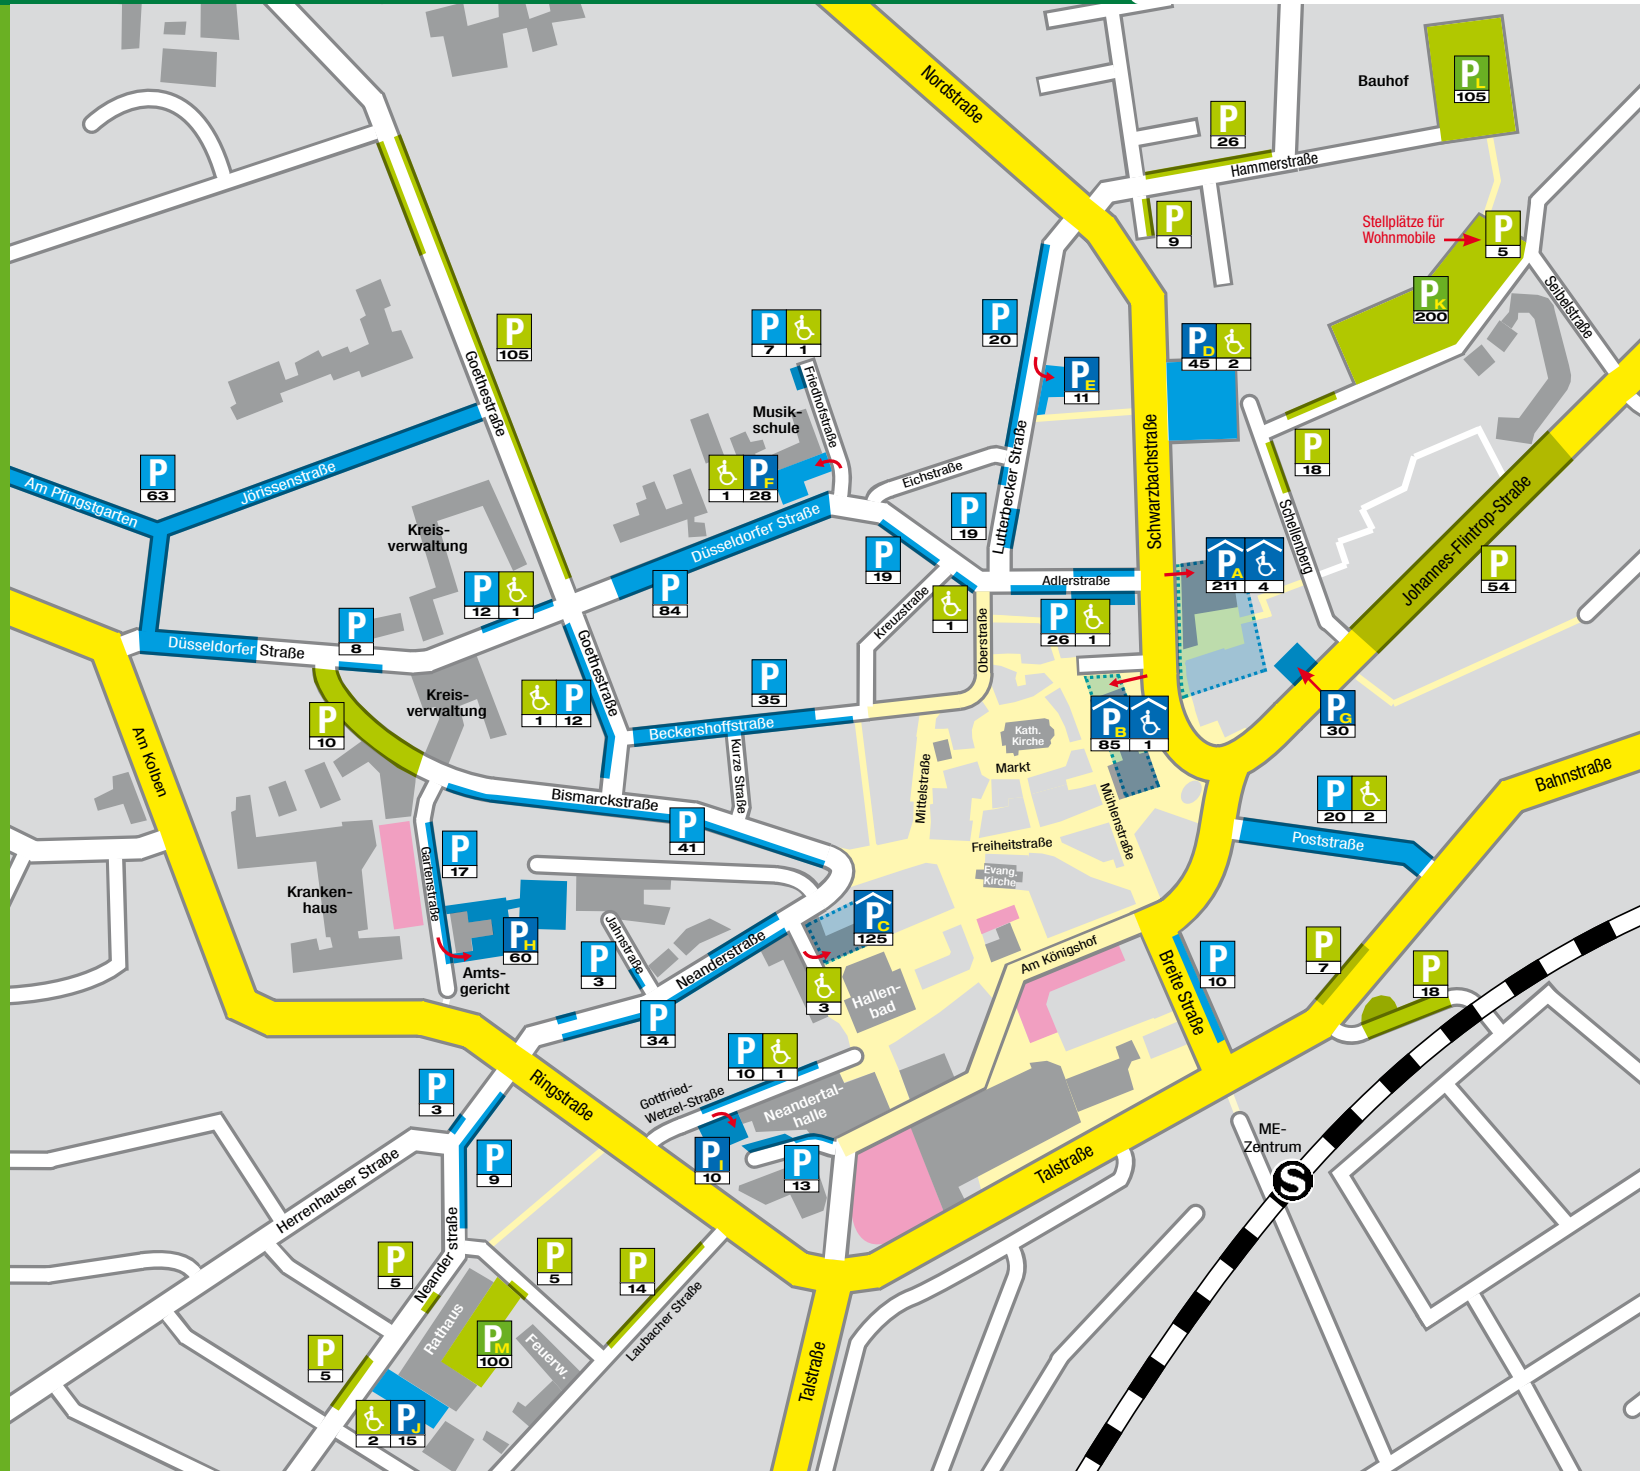 Nordstraße
Bauhof
P L
105
P
26
Hammerstraße
P
9
Stellplätze für
Wohnmobile
P
5
P K
200
Seibelstraße
P
105
Goethestraße
P
7 1
Friedhofstraße
P
20
P E
11
P D
45 2
Musik-
schule
P
63
Am Pfingstgarten
Jörissenstraße
1 28
P F
Eichstraße
Lutterbecker Straße
Schwarzbachstraße
P
18
Schellenberg
Johannes-Flintrop-Straße
P
54
Kreis-
verwaltung
Düsseldorfer Straße
P
19
P
19
P
12 1
P
84
Adlerstraße
P A
211 4
P
8
Düsseldorfer Straße
Goethestraße
Kreuzstraße
1
Oberstraße
P
26 1
Kreis-
verwaltung
P
10
P
1 12
P
35
Beckershoffstraße
Kath.
Kirche
Markt
P B
85 1
P G
30
Am Kolben
Kurze Straße
Mittelstraße
Mühlenstraße
Bahnstraße
Bismarckstraße
P
41
P
20 2
Poststraße
Freiheitstraße
Evang.
Kirche
Gartenstraße
P
17
Kranken-
haus
P H
60
Amts-
gericht
P
3
Jahnstraße
Neanderstraße
P C
125
3
Hallen-
bad
Am Königshof
Breite Straße
P
10
P
7
P
18
P
34
P
10 1
Gottfried-
Wetzel-Straße
Neandertal-
halle
Ringstraße
P
3
P
9
P I
10
P
13
Talstraße
ME-
Zentrum
S
Herrenhauser Straße
Neander straße
P
5
P
5
P
14
Laubacher Straße
Rathaus
P M
100
Feuerw.
P
5
P J
2 15
Talstraße